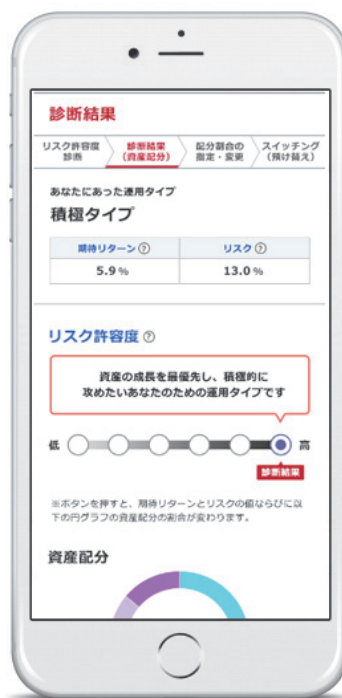 診断結果
リスク許容度
診断
診断結果
(資産配分)
配分割合の
指定・変更
スイッチング
(預け替え)
あなたにあった運用タイプ
積極タイプ
期待リターン?
リスク?
5.9%
13.0%
リスク許容度?
資産の成長を最優先し、積極的に
攻めたいあなたのための運用タイプです
低
高
診断結果
※ボタンを押すと、期待リターンとリスクの値ならびに以
下の円グラフの資産配分の割合が変わります。
資産配分